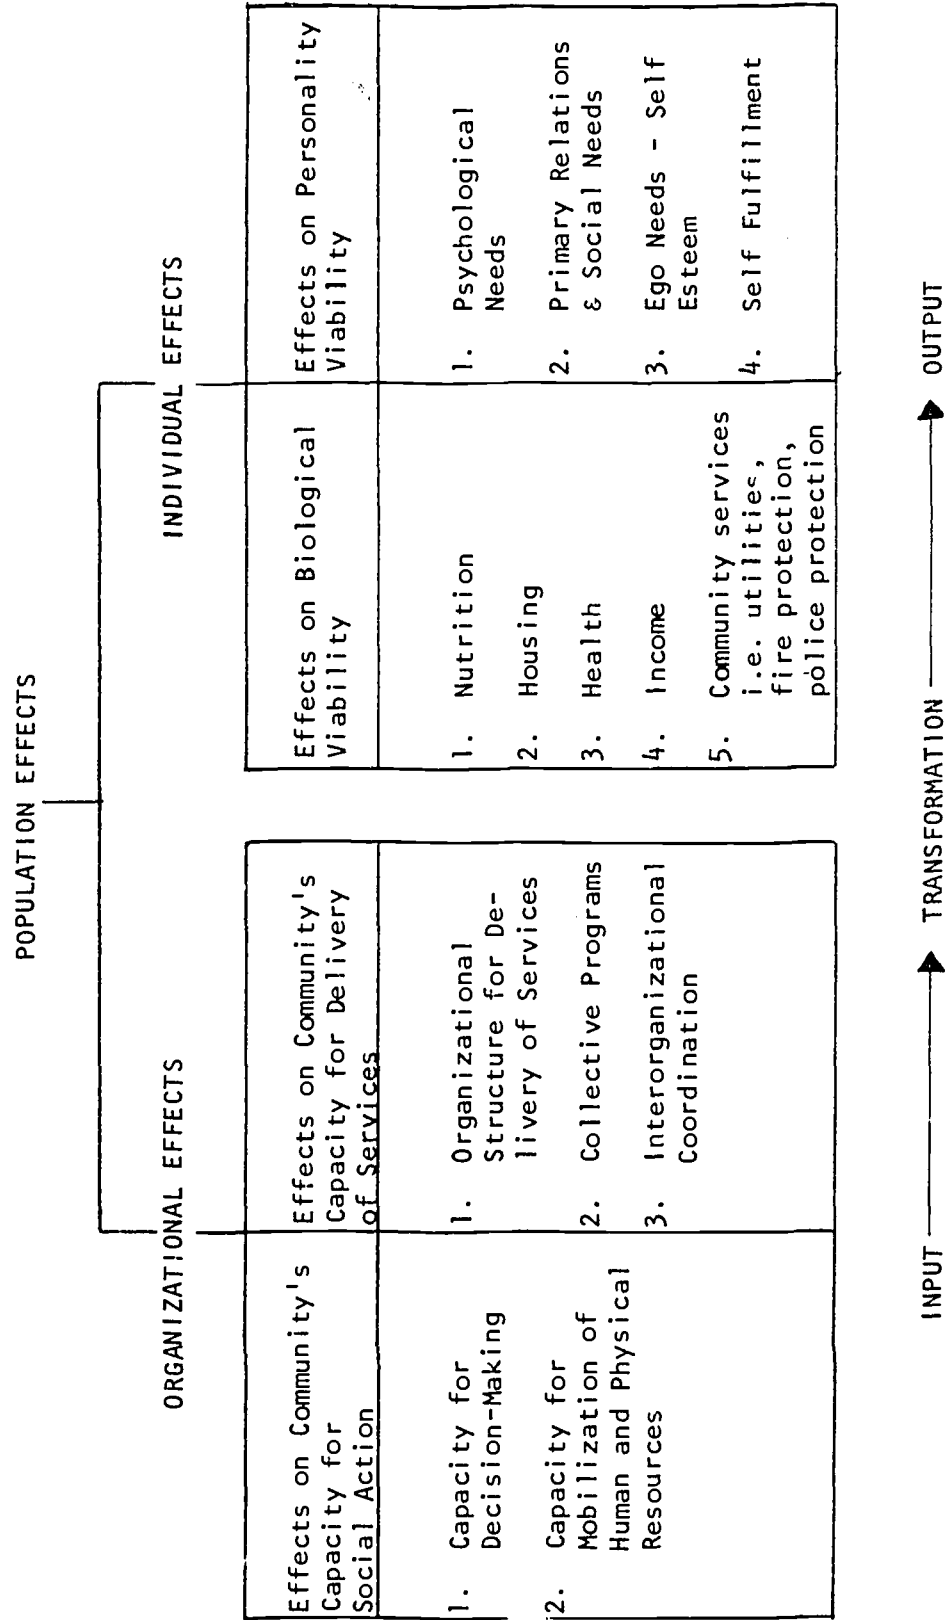 POPULATION EFFECTS
ORGANIZATIONAL EFFECTS
INDIVIDUAL EFFECTS
Effects on Community's
Capacity for
Social Action
1. Capacity for
Decision-Making
2. Capacity for
Mobilization of
Human and Physical
Resources
Effects on Community's
Capacity for Delivery
of Services
1. Organizational
Structure for De-
livery of Services
2. Collective Programs
3. Interorganizational
Coordination
Effects on Biological
Viability
1. Nutrition
2. Housing
3. Health
4. Income
5. Community services
i.e. utilities,
fire protection,
police protection
Effects on Personality
Viability
1. Psychological
Needs
2. Primary Relations
& Social Needs
3. Ego Needs - Self
Esteem
4. Self Fulfillment
INPUT TRANSFORMATION OUTPUT